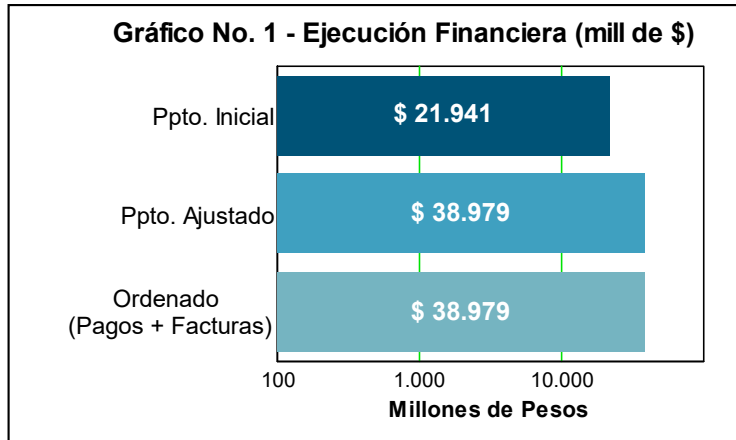 Gráfico No. 1 - Ejecución Financiera (mill de $)
Ppto. Inicial
$ 21.941
Ppto. Ajustado
$ 38.979
Ordenado
(Pagos + Facturas)
$ 38.979
100
1.000
10.000
Millones de Pesos